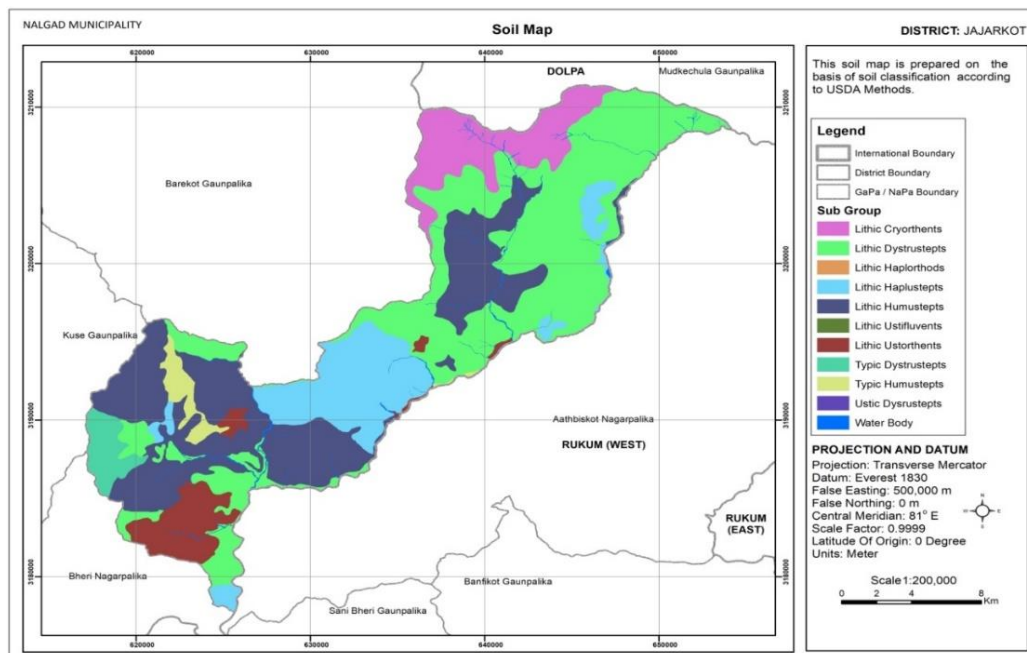 NALGAD MUNICIPALITY
Soil Map
DISTRICT: JAJARKOT
620000 630000 640000 650000
DOLPA
Mudkechula Gaunpalika
3210000 3210000
Barekot Gaunpalika
3200000 3200000
Kuse Gaunpalika
3190000 3190000
Aathbiskot Nagarpalika
RUKUM (WEST)
RUKUM
(EAST)
Bheri Nagarpalika
Banfikot Gaunpalika
3180000 3180000
Sani Bheri Gaunpalika
620000 630000 640000 650000
This soil map is prepared on the
basis of soil classification according
to USDA Methods.
Legend
International Boundary
District Boundary
GaPa / NaPa Boundary
Sub Group
Lithic Cryorthents
Lithic Dystrustepts
Lithic Haplorthods
Lithic Haplustepts
Lithic Humustepts
Lithic Ustifluvents
Lithic Ustorthents
Typic Dystrustepts
Typic Humustepts
Ustic Dysrustepts
Water Body
PROJECTION AND DATUM
Projection: Transverse Mercator
Datum: Everest 1830
False Easting: 500,000 m
False Northing: 0 m
Central Meridian: 81° E
Scale Factor: 0.9999
Latitude Of Origin: 0 Degree
Units: Meter
N
W E
S
Scale1:200,000
0 2 4 6 8
Km